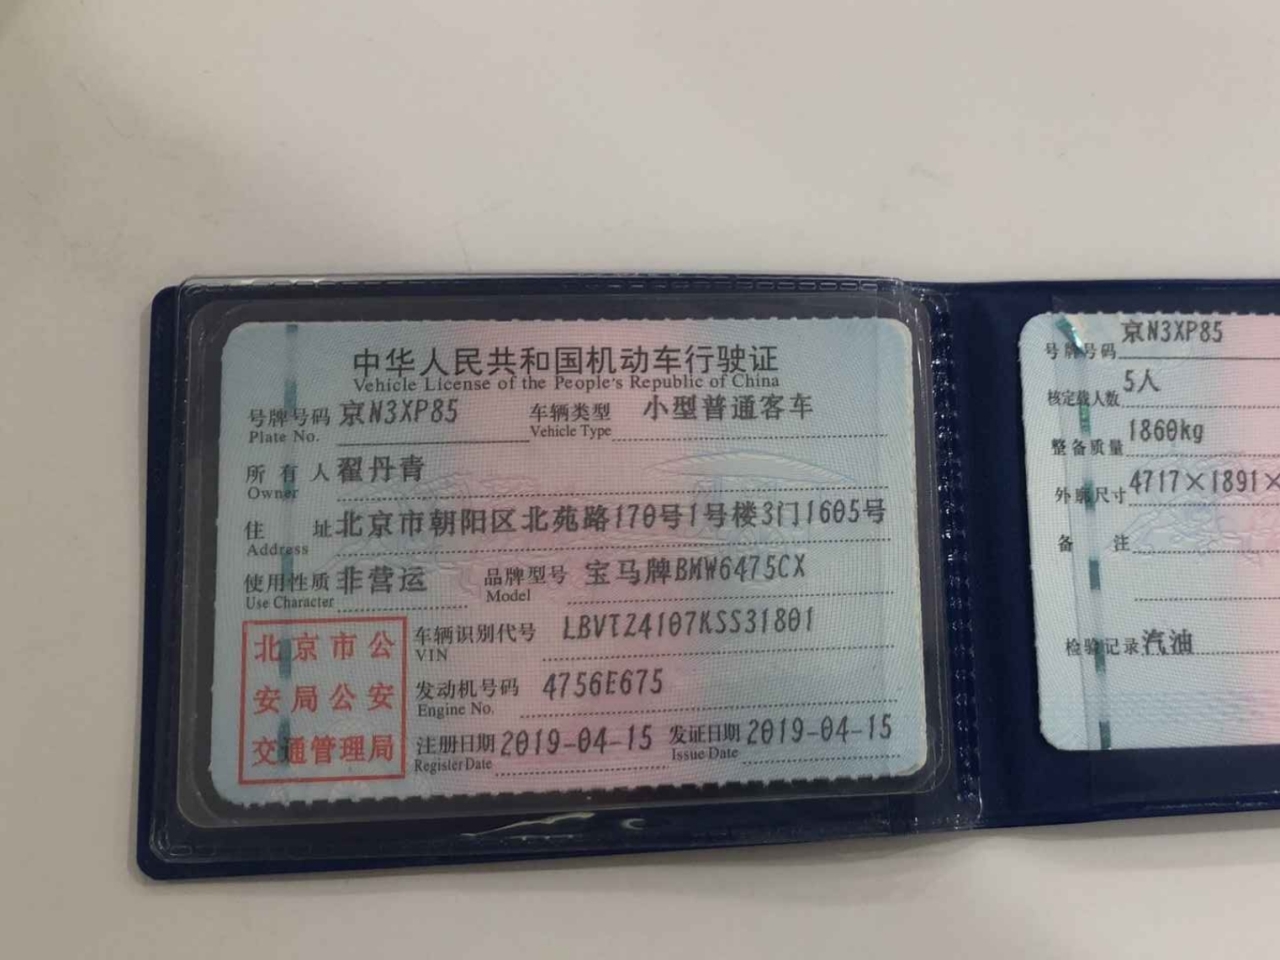 中华人民共和国机动车行驶证
Vehicle License of the People's Republic of China
号牌号码 京N3XP85 车辆类型 小型普通客车
Plate No. Vehicle Type
所有人 翟丹青
Owner
住址 北京市朝阳区北苑路170号1号楼3门1605号
Address
使用性质 非营运 品牌型号 宝马牌BMW6475CX
Use Character Model
车辆识别代号 LBVTZ4107KSS31801
VIN
发动机号码 4756E675
Engine No.
注册日期 2019-04-15 发证日期 2019-04-15
Register Date Issue Date
北京市公
安局公安
交通管理局
号牌号码 京N3XP85
核定载人数 5人
整备质量 1860kg
外廓尺寸 4717×1891×
备注
检验记录 汽油